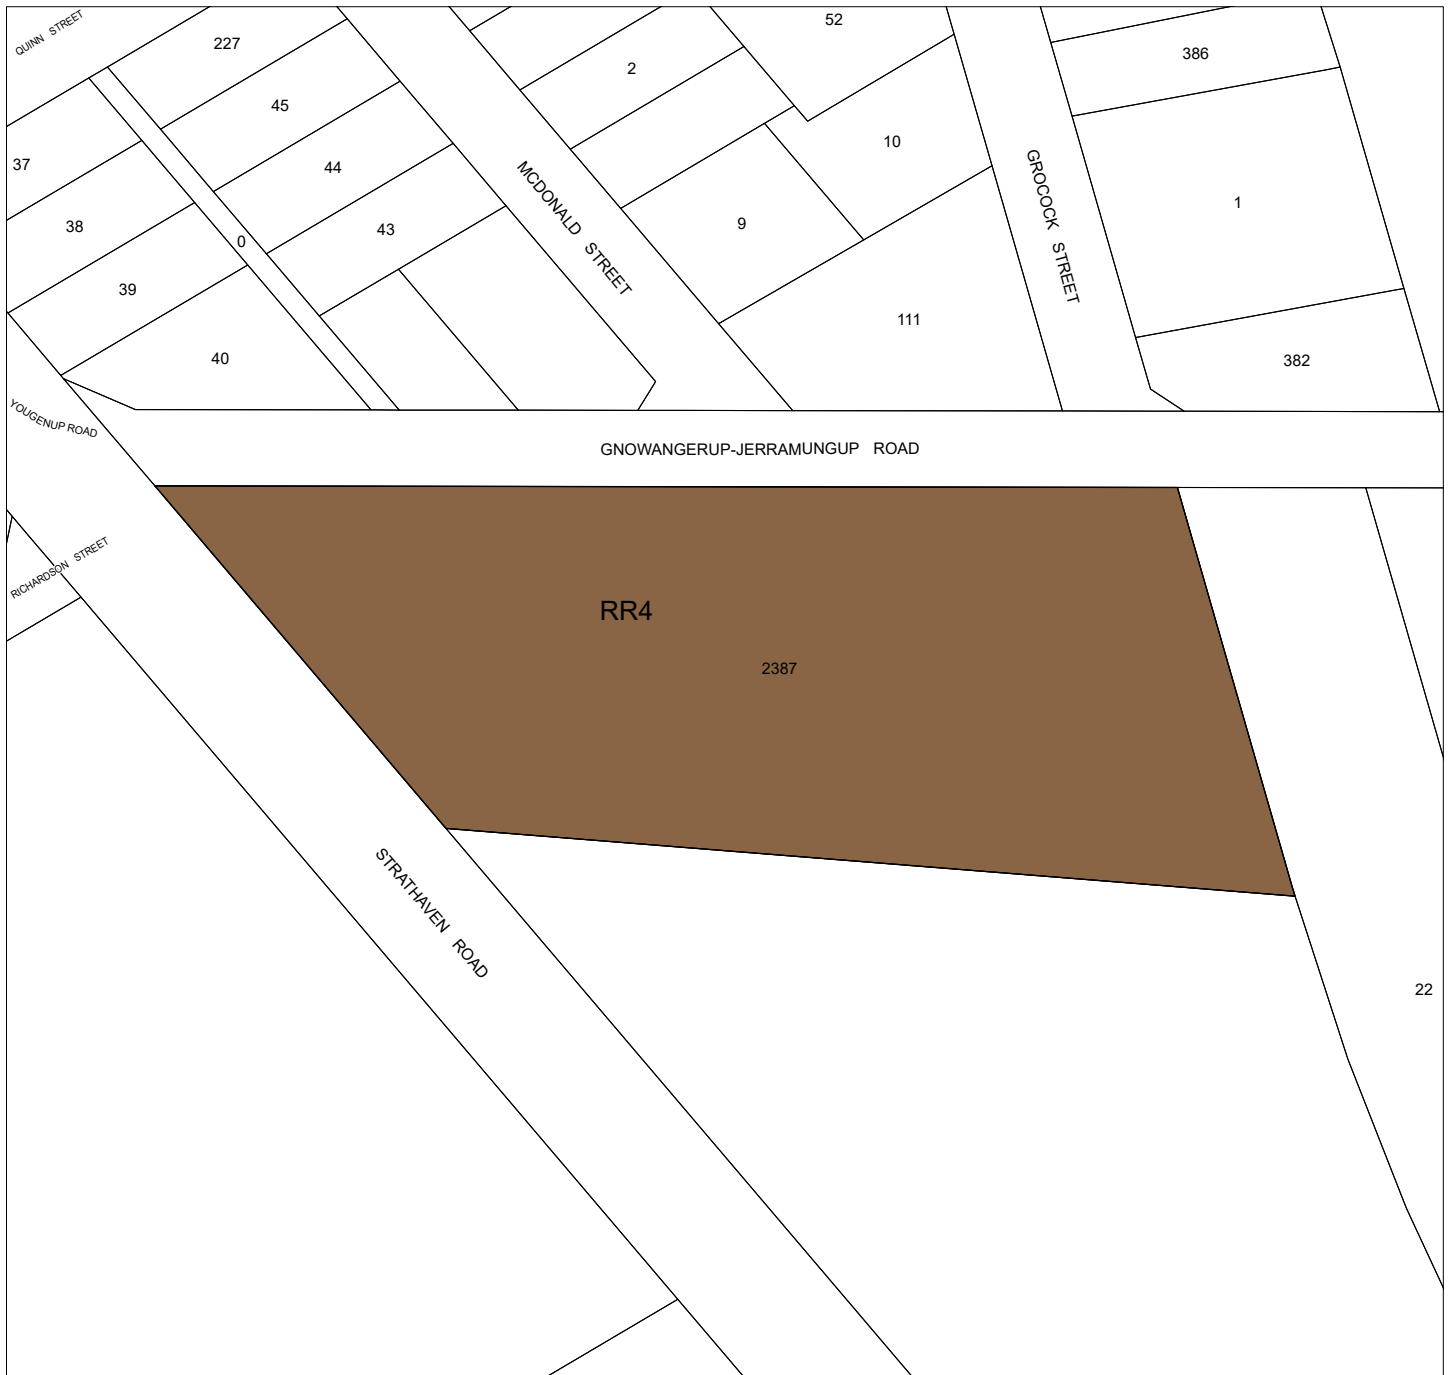 QUINN STREET
52
227
386
2
45
10
37
44
1
MCDONALD STREET
GROCOCK STREET
38
9
43
0
39
111
40
382
YOUGENUP ROAD
GNOWANGERUP-JERRAMUNGUP ROAD
RICHARDSON STREET
RR4
2387
STRATHAVEN ROAD
22